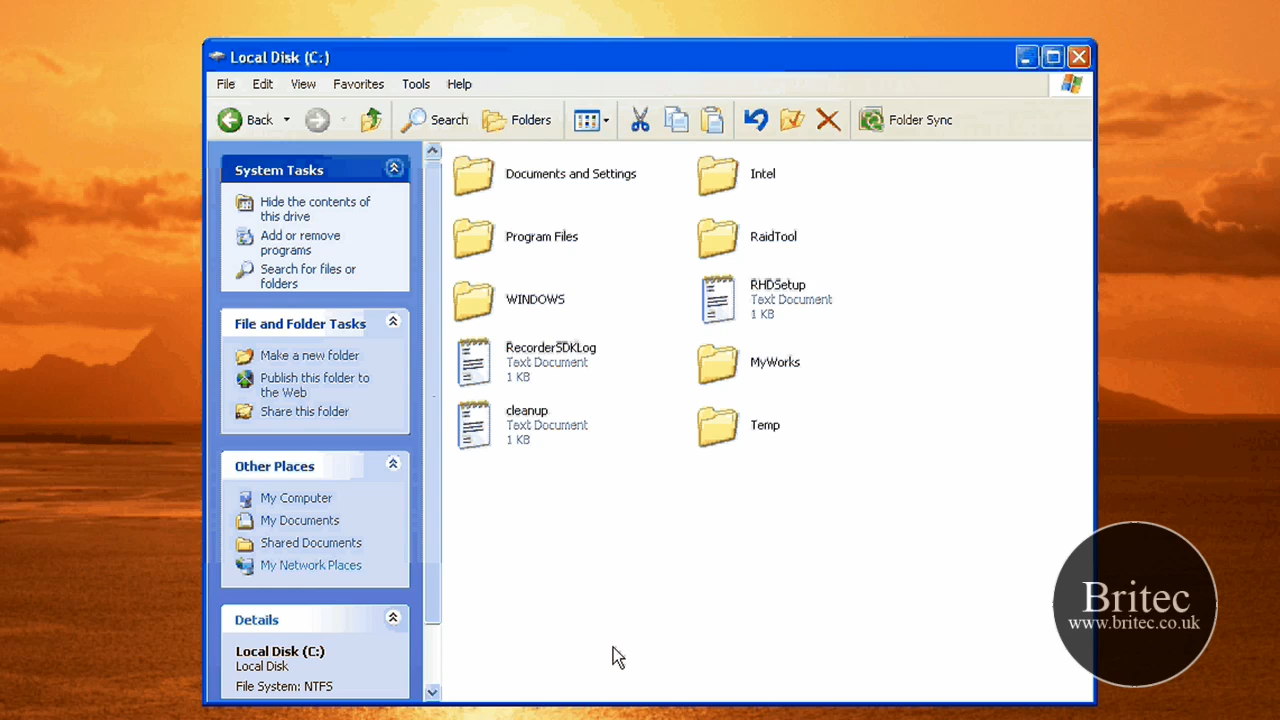 Local Disk (C:)
File Edit View Favorites Tools Help
Back Search Folders Folder Sync
System Tasks
Hide the contents of
this drive
Add or remove
programs
Search for files or
folders
File and Folder Tasks
Make a new folder
Publish this folder to
the Web
Share this folder
Other Places
My Computer
My Documents
Shared Documents
My Network Places
Details
Local Disk (C:)
Local Disk
File System: NTFS
Documents and Settings
Intel
Program Files
RaidTool
WINDOWS
RHDSetup
Text Document
1 KB
RecorderSDKLog
Text Document
1 KB
MyWorks
cleanup
Text Document
1 KB
Temp
Britec
www.britec.co.uk